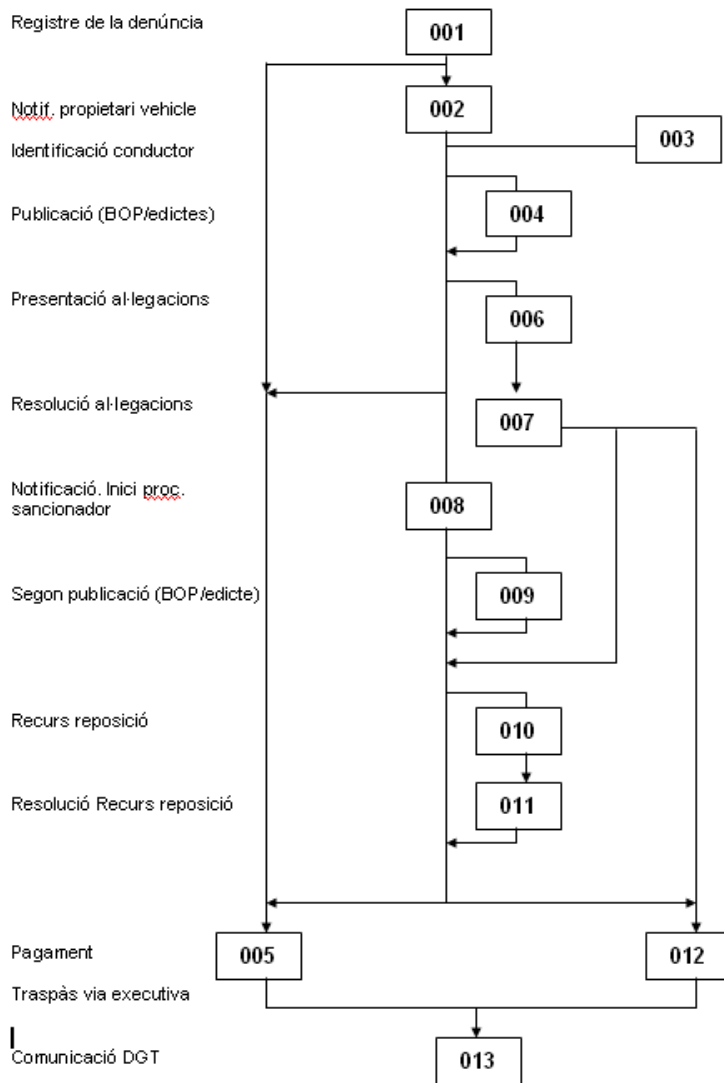 Registre de la denúncia
001
Notif. propietari vehicle
002
Identificació conductor
003
Publicació (BOP/edictes)
004
Presentació al·legacions
006
Resolució al·legacions
007
Notificació. Inici proc.
sancionador
008
Segon publicació (BOP/edicte)
009
Recurs reposició
010
Resolució Recurs reposició
011
Pagament
005
012
Traspàs via executiva
Comunicació DGT
013